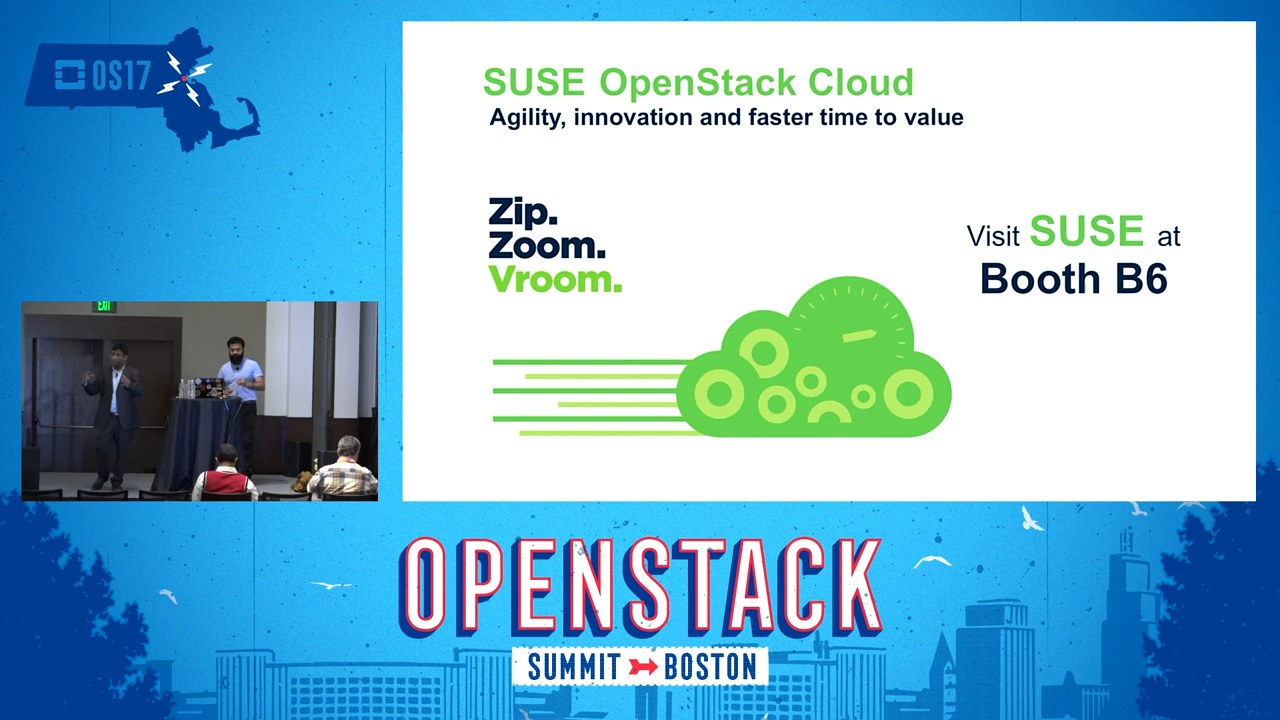 OS17
SUSE OpenStack Cloud
Agility, innovation and faster time to value
Zip.
Zoom.
Vroom.
Visit SUSE at
Booth B6
EXIT
OPENSTACK
SUMMIT BOSTON